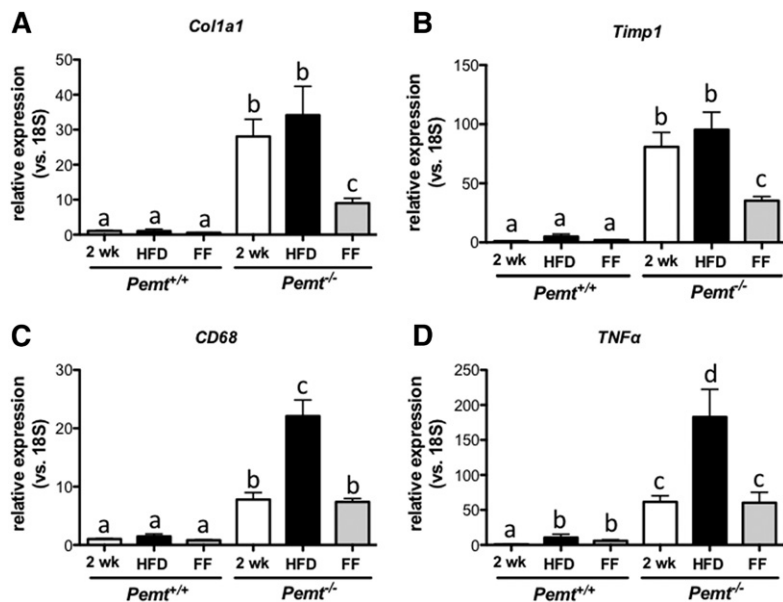 A
Col1a1
relative expression
(vs. 18S)
50
40
30
20
10
0
a
a
a
b
b
c
2 wk HFD FF 2 wk HFD FF
Pemt+/+ Pemt-/-
B
Timp1
relative expression
(vs. 18S)
150
100
50
0
a
a
a
b
b
c
2 wk HFD FF 2 wk HFD FF
Pemt+/+ Pemt-/-
C
CD68
relative expression
(vs. 18S)
30
20
10
0
a
a
a
b
c
b
2 wk HFD FF 2 wk HFD FF
Pemt+/+ Pemt-/-
D
TNFα
relative expression
(vs. 18S)
250
200
150
100
50
0
a
b
b
c
d
c
2 wk HFD FF 2 wk HFD FF
Pemt+/+ Pemt-/-